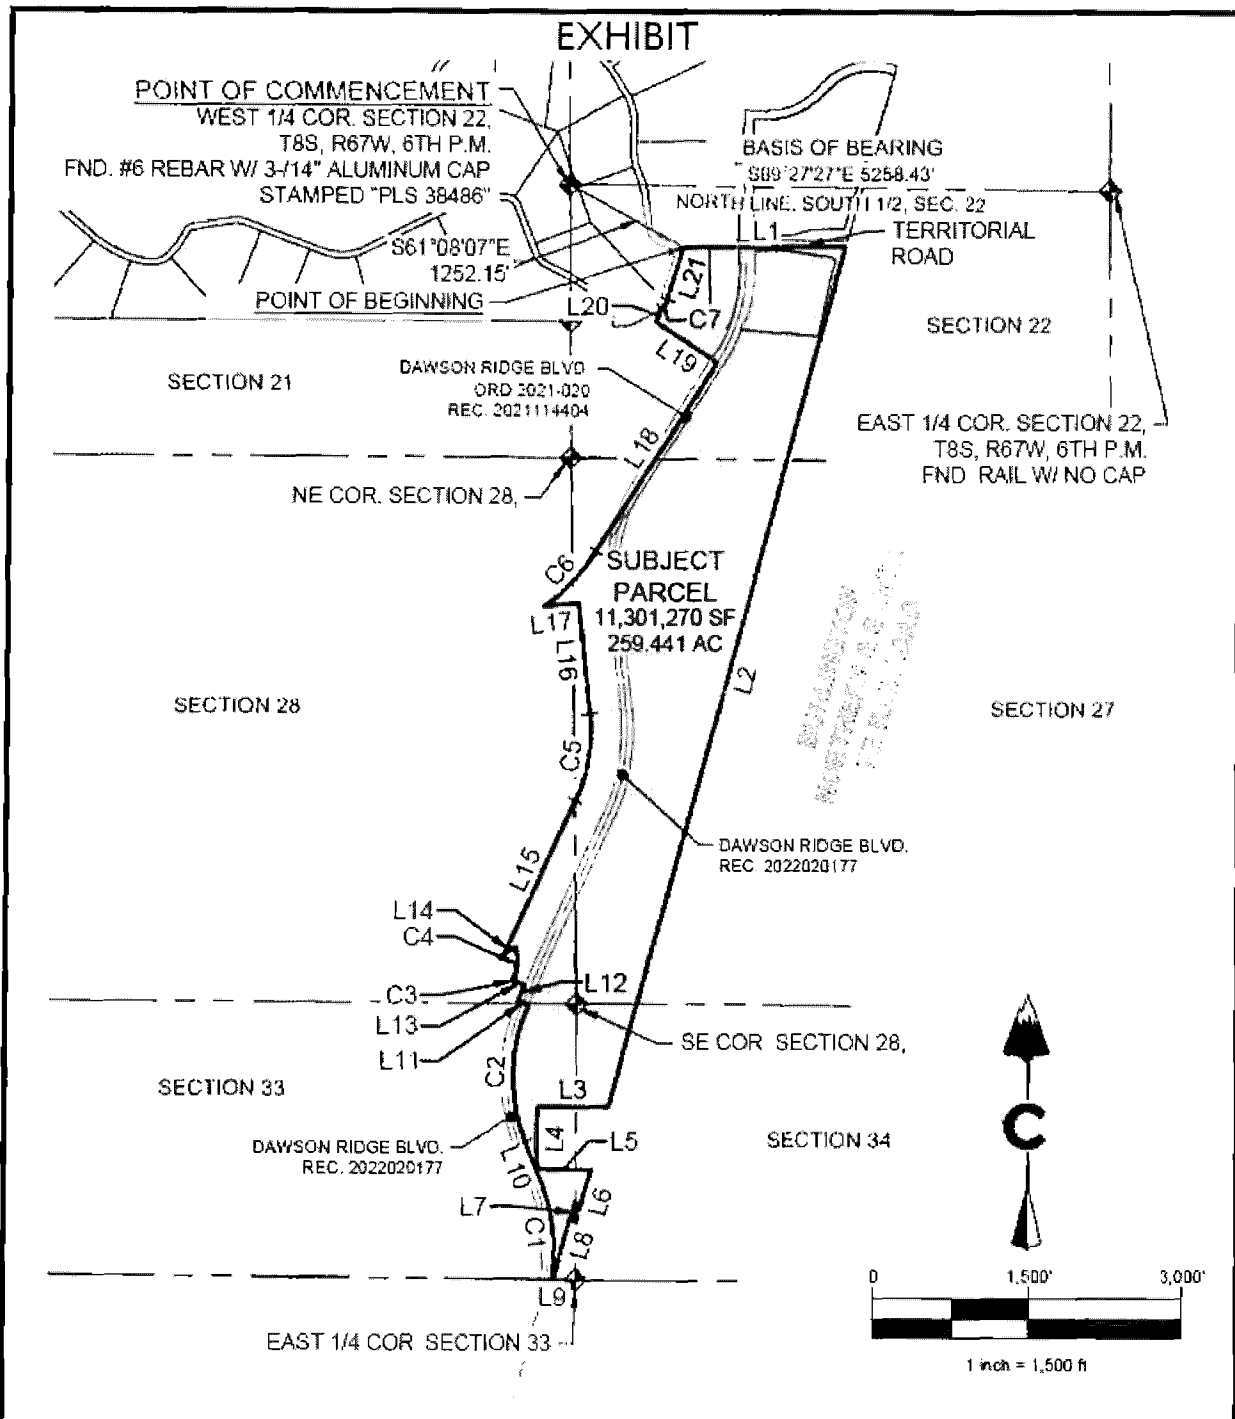 EXHIBIT
POINT OF COMMENCEMENT
WEST 1/4 COR. SECTION 22,
T8S, R67W, 6TH P.M.
FND. #6 REBAR W/ 3-/14" ALUMINUM CAP
STAMPED "PLS 38486"
BASIS OF BEARING
S89°27'27"E 5258.43'
NORTH LINE, SOUTH 1/2, SEC. 22
S61°08'07"E
1252.15'
POINT OF BEGINNING
LL1
TERRITORIAL
ROAD
L21
L20
C7
L19
SECTION 22
SECTION 21
DAWSON RIDGE BLVD
ORD 2021-020
REC. 2021114404
L18
EAST 1/4 COR. SECTION 22,
T8S, R67W, 6TH P.M.
FND RAIL W/ NO CAP
NE COR. SECTION 28,
C6
SUBJECT
PARCEL
11,301,270 SF
259.441 AC
L17
L16
L2
BURLINGTON
NORTHERN
RAILROAD
SECTION 28
SECTION 27
C5
DAWSON RIDGE BLVD.
REC. 2022020177
L15
L14
C4
C3
L12
L13
L11
SE COR SECTION 28,
C2
SECTION 33
L3
L4
L5
SECTION 34
DAWSON RIDGE BLVD.
REC. 2022020177
L10
L7
L6
C1
L8
L9
EAST 1/4 COR SECTION 33
C
0 1,500' 3,000'
1 inch = 1,500 ft